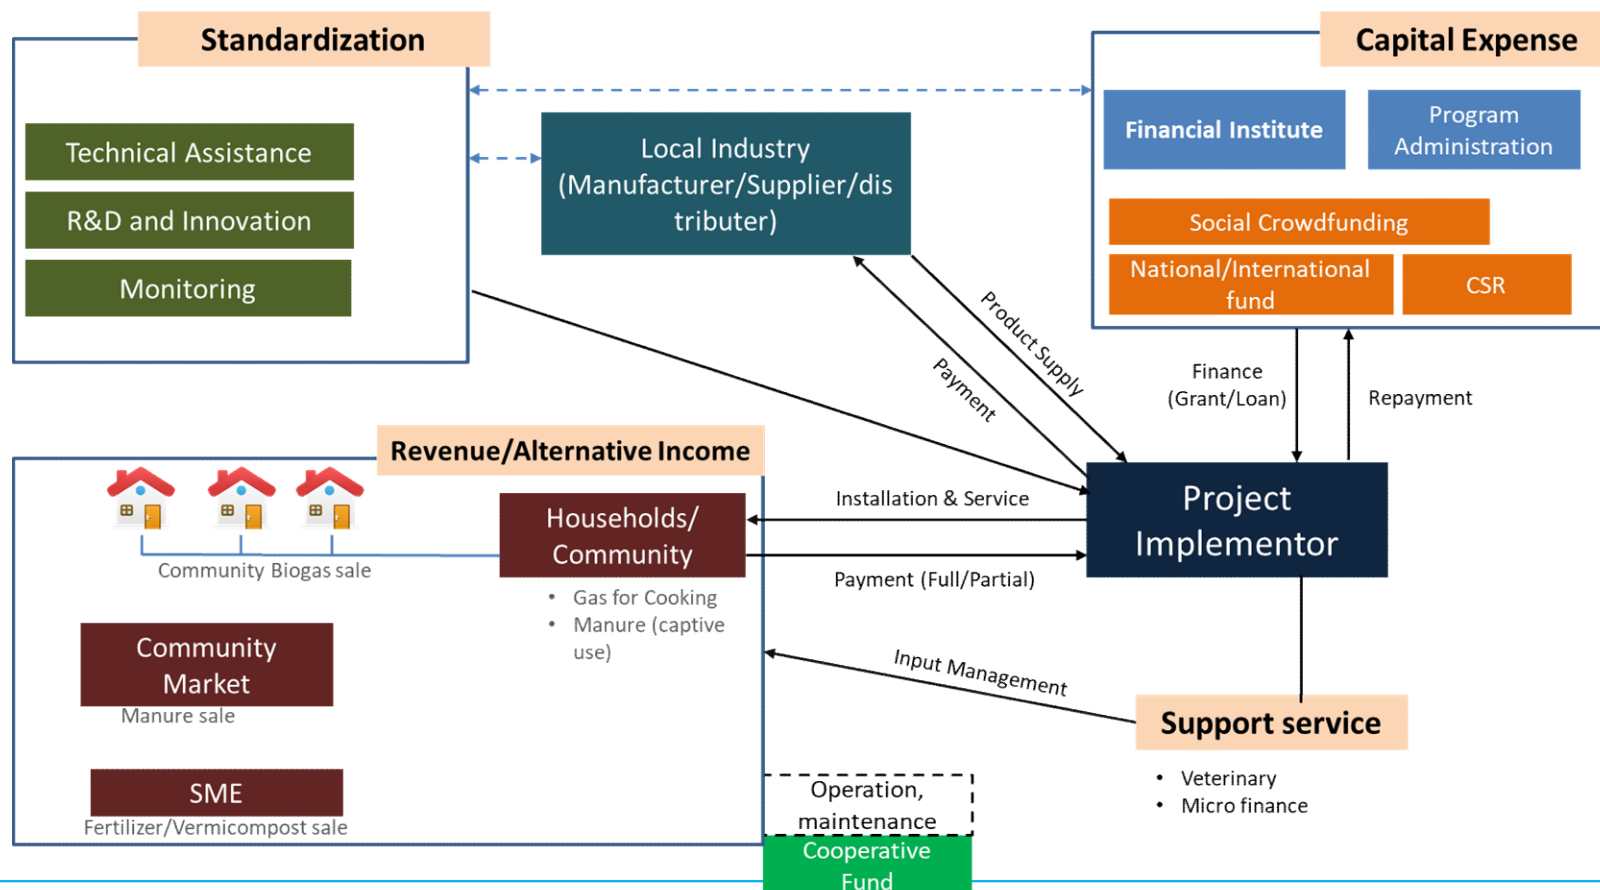 Standardization
Capital Expense
Technical Assistance
R&D and Innovation
Monitoring
Local Industry
(Manufacturer/Supplier/dis
tributer)
Financial Institute
Program
Administration
Social Crowdfunding
National/International
fund
CSR
Product Supply
Payment
Finance
(Grant/Loan)
Repayment
Revenue/Alternative Income
Households/
Community
Community Biogas sale
• Gas for Cooking
• Manure (captive
use)
Installation & Service
Payment (Full/Partial)
Project
Implementor
Community
Market
Manure sale
Input Management
Support service
• Veterinary
• Micro finance
SME
Fertilizer/Vermicompost sale
Operation,
maintenance
Cooperative
Fund